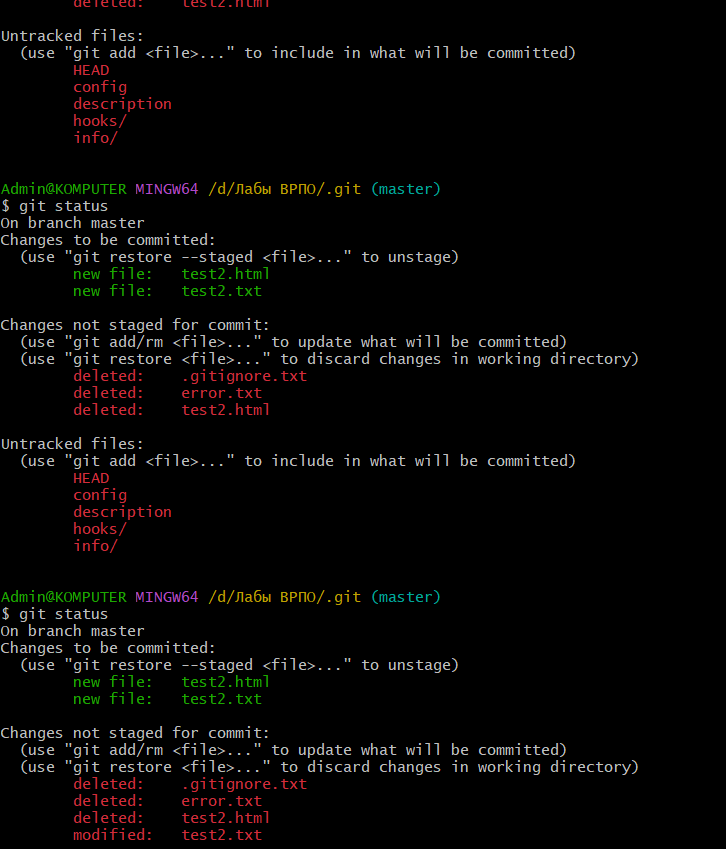 deleted:    test2.html
Untracked files:
  (use "git add <file>..." to include in what will be committed)
        HEAD
        config
        description
        hooks/
        info/
Admin@KOMPUTER MINGW64 /d/Лабы ВРПО/.git (master)
$ git status
On branch master
Changes to be committed:
  (use "git restore --staged <file>..." to unstage)
        new file:   test2.html
        new file:   test2.txt
Changes not staged for commit:
  (use "git add/rm <file>..." to update what will be committed)
  (use "git restore <file>..." to discard changes in working directory)
        deleted:    .gitignore.txt
        deleted:    error.txt
        deleted:    test2.html
Untracked files:
  (use "git add <file>..." to include in what will be committed)
        HEAD
        config
        description
        hooks/
        info/
Admin@KOMPUTER MINGW64 /d/Лабы ВРПО/.git (master)
$ git status
On branch master
Changes to be committed:
  (use "git restore --staged <file>..." to unstage)
        new file:   test2.html
        new file:   test2.txt
Changes not staged for commit:
  (use "git add/rm <file>..." to update what will be committed)
  (use "git restore <file>..." to discard changes in working directory)
        deleted:    .gitignore.txt
        deleted:    error.txt
        deleted:    test2.html
        modified:   test2.txt